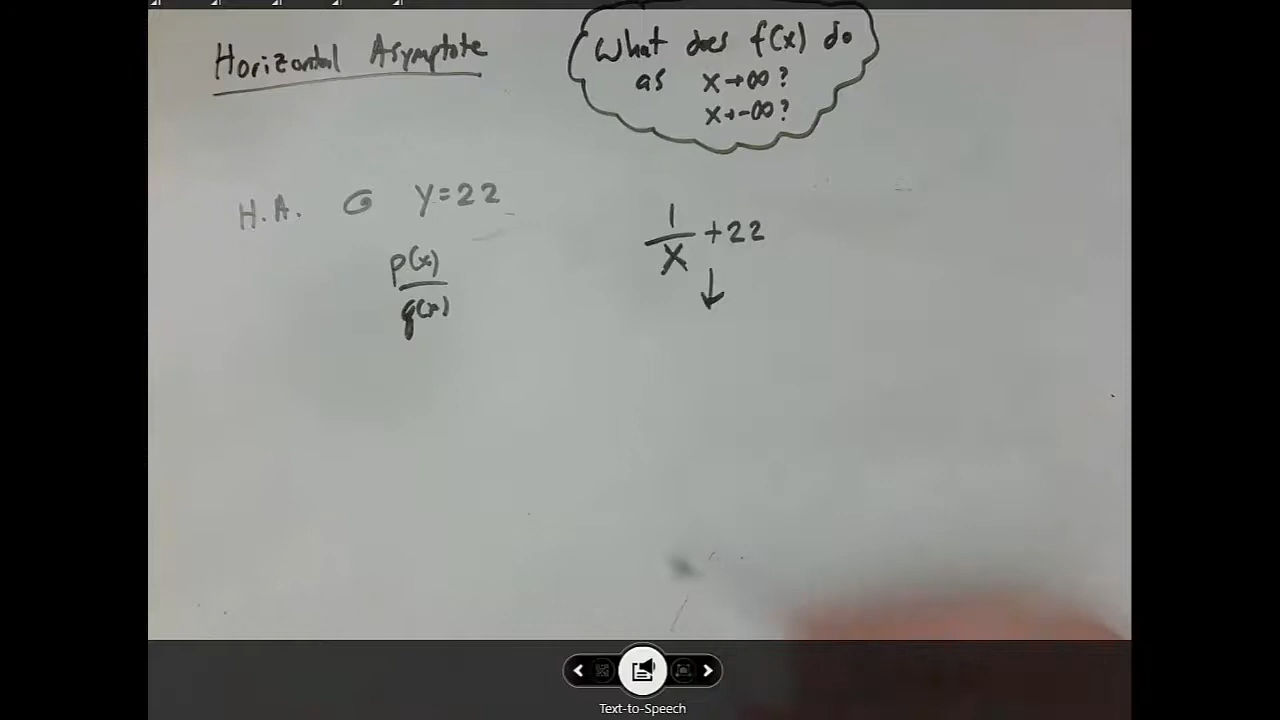 Horizontal Asymptote
What does f(x) do
as x→∞?
x→-∞?
H.A. @ y=22
p(x)
q(x)
1
x +22
↓
Text-to-Speech